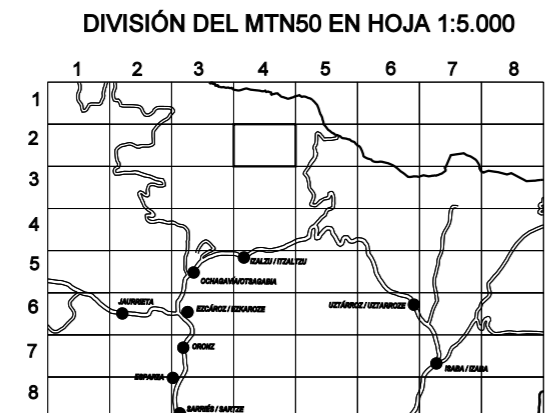 DIVISIÓN DEL MTN50 EN HOJA 1:5.000
1 2 3 4 5 6 7 8
1
2
3
4
IZALZU / ITZALTZU
5
OCHAGAVÍA/OTSAGABIA
JAURRIETA
EZCÁROZ / EZKAROZE
UZTÁRROZ / UZTARROZE
6
ORONZ
7
ISABA / IZABA
ESPARZA
8
SARRIÉS / SARTZE